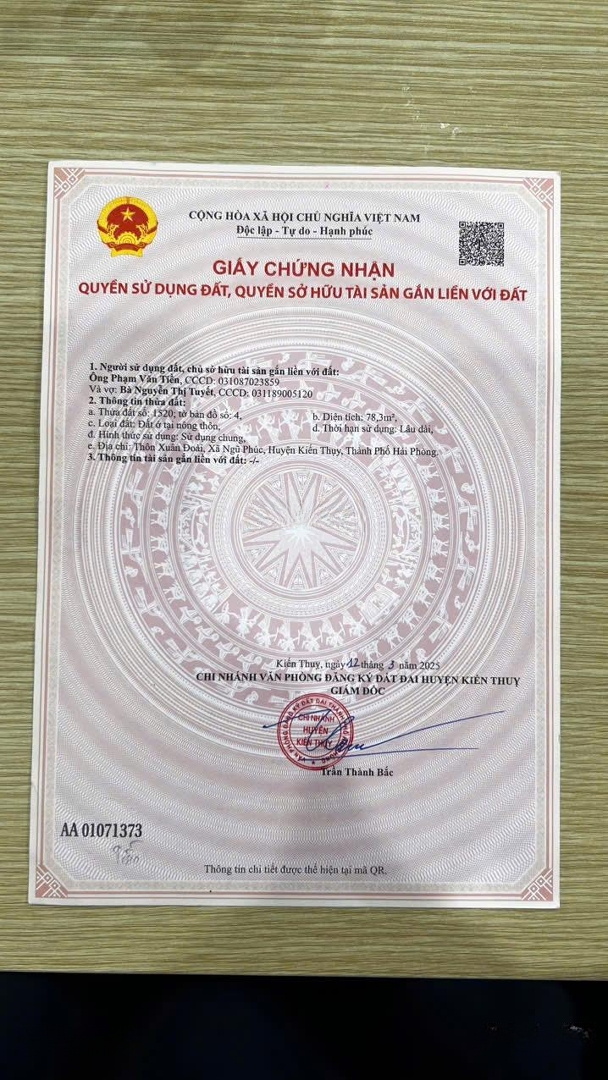 CỘNG HÒA XÃ HỘI CHỦ NGHĨA VIỆT NAM
Độc lập - Tự do - Hạnh phúc
GIẤY CHỨNG NHẬN
QUYỀN SỬ DỤNG ĐẤT, QUYỀN SỞ HỮU TÀI SẢN GẮN LIỀN VỚI ĐẤT
1. Người sử dụng đất, chủ sở hữu tài sản gắn liền với đất:
Ông Phạm Văn Tiến, CCCD: 031087023859
Và vợ: Bà Nguyễn Thị Tuyết, CCCD: 031189005120
2. Thông tin thửa đất:
a. Thửa đất số: 1520; tờ bản đồ số: 4, b. Diện tích: 78,3m²,
c. Loại đất: Đất ở tại nông thôn, d. Thời hạn sử dụng: Lâu dài,
đ. Hình thức sử dụng: Sử dụng chung,
e. Địa chỉ: Thôn Xuân Đoài, Xã Ngũ Phúc, Huyện Kiến Thụy, Thành Phố Hải Phòng.
3. Thông tin tài sản gắn liền với đất: -/-
Kiến Thụy, ngày 12 tháng 3 năm 2025
CHI NHÁNH VĂN PHÒNG ĐĂNG KÝ ĐẤT ĐAI HUYỆN KIẾN THỤY
GIÁM ĐỐC
CHI NHÁNH
HUYỆN
KIẾN THỤY
Trần Thành Bắc
AA 01071373
Thông tin chi tiết được thể hiện tại mã QR.